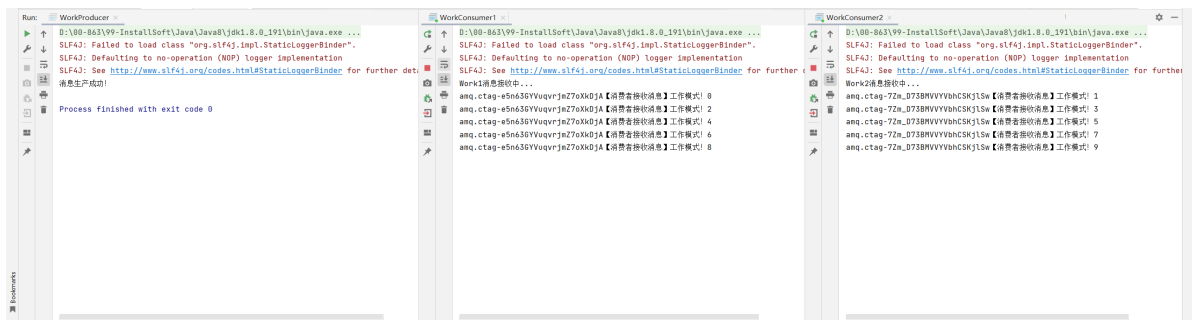 Run: WorkProducer
D:\00-863\99-InstallSoft\Java\Java8\jdk1.8.0_191\bin\java.exe ...
SLF4J: Failed to load class "org.slf4j.impl.StaticLoggerBinder".
SLF4J: Defaulting to no-operation (NOP) logger implementation
SLF4J: See http://www.slf4j.org/codes.html#StaticLoggerBinder for further deta
消息生产成功!
Process finished with exit code 0
WorkConsumer1
D:\00-863\99-InstallSoft\Java\Java8\jdk1.8.0_191\bin\java.exe ...
SLF4J: Failed to load class "org.slf4j.impl.StaticLoggerBinder".
SLF4J: Defaulting to no-operation (NOP) logger implementation
SLF4J: See http://www.slf4j.org/codes.html#StaticLoggerBinder for further
Work1消息接收中...
amq.ctag-e5n63GYVuqvrjmZ7oXkDjA【消费者接收消息】工作模式! 0
amq.ctag-e5n63GYVuqvrjmZ7oXkDjA【消费者接收消息】工作模式! 2
amq.ctag-e5n63GYVuqvrjmZ7oXkDjA【消费者接收消息】工作模式! 4
amq.ctag-e5n63GYVuqvrjmZ7oXkDjA【消费者接收消息】工作模式! 6
amq.ctag-e5n63GYVuqvrjmZ7oXkDjA【消费者接收消息】工作模式! 8
WorkConsumer2
D:\00-863\99-InstallSoft\Java\Java8\jdk1.8.0_191\bin\java.exe ...
SLF4J: Failed to load class "org.slf4j.impl.StaticLoggerBinder".
SLF4J: Defaulting to no-operation (NOP) logger implementation
SLF4J: See http://www.slf4j.org/codes.html#StaticLoggerBinder for further
Work2消息接收中...
amq.ctag-7Zm_D73BMVVYVbhCSKjlSw【消费者接收消息】工作模式! 1
amq.ctag-7Zm_D73BMVVYVbhCSKjlSw【消费者接收消息】工作模式! 3
amq.ctag-7Zm_D73BMVVYVbhCSKjlSw【消费者接收消息】工作模式! 5
amq.ctag-7Zm_D73BMVVYVbhCSKjlSw【消费者接收消息】工作模式! 7
amq.ctag-7Zm_D73BMVVYVbhCSKjlSw【消费者接收消息】工作模式! 9
Bookmarks